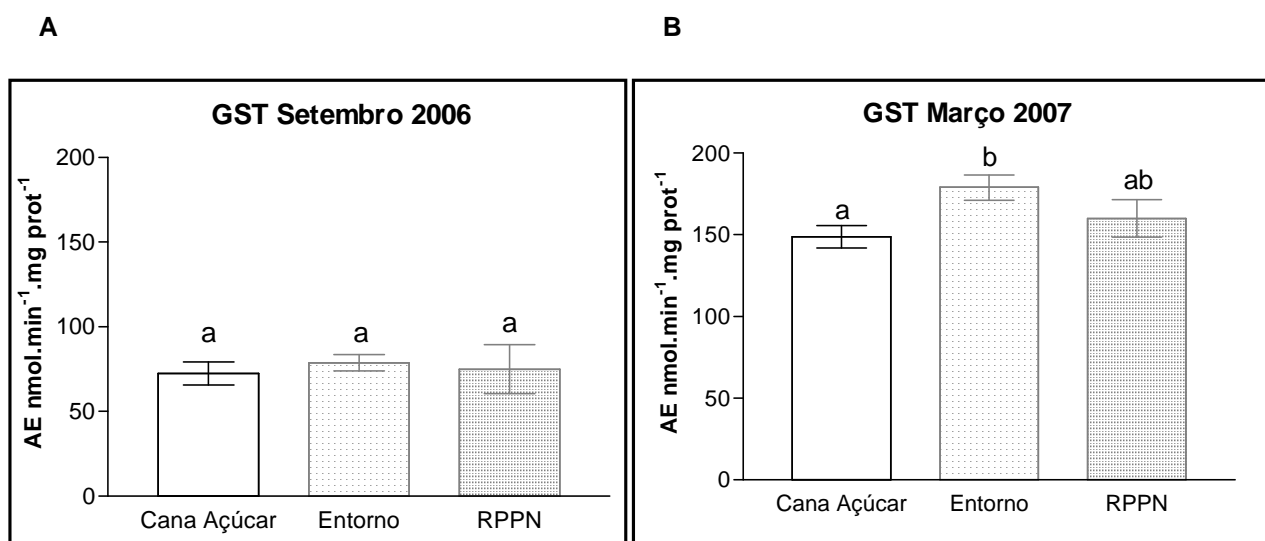 A
GST Setembro 2006
AE nmol.min⁻¹.mg prot⁻¹
200
150
100
50
0
a
a
a
Cana Açúcar
Entorno
RPPN
B
GST Março 2007
AE nmol.min⁻¹.mg prot⁻¹
200
150
100
50
0
a
b
ab
Cana Açúcar
Entorno
RPPN